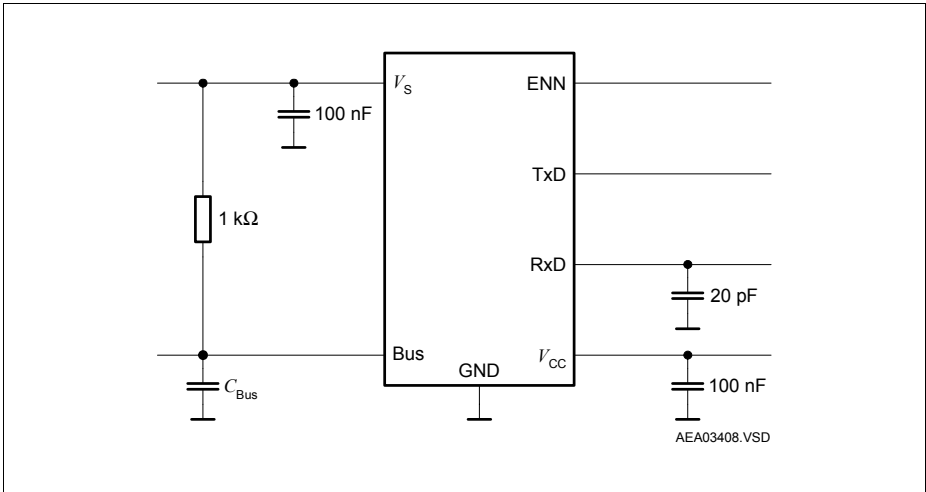 V_S
ENN
100 nF
TxD
1 kΩ
RxD
20 pF
Bus
V_CC
GND
C_Bus
100 nF
AEA03408.VSD